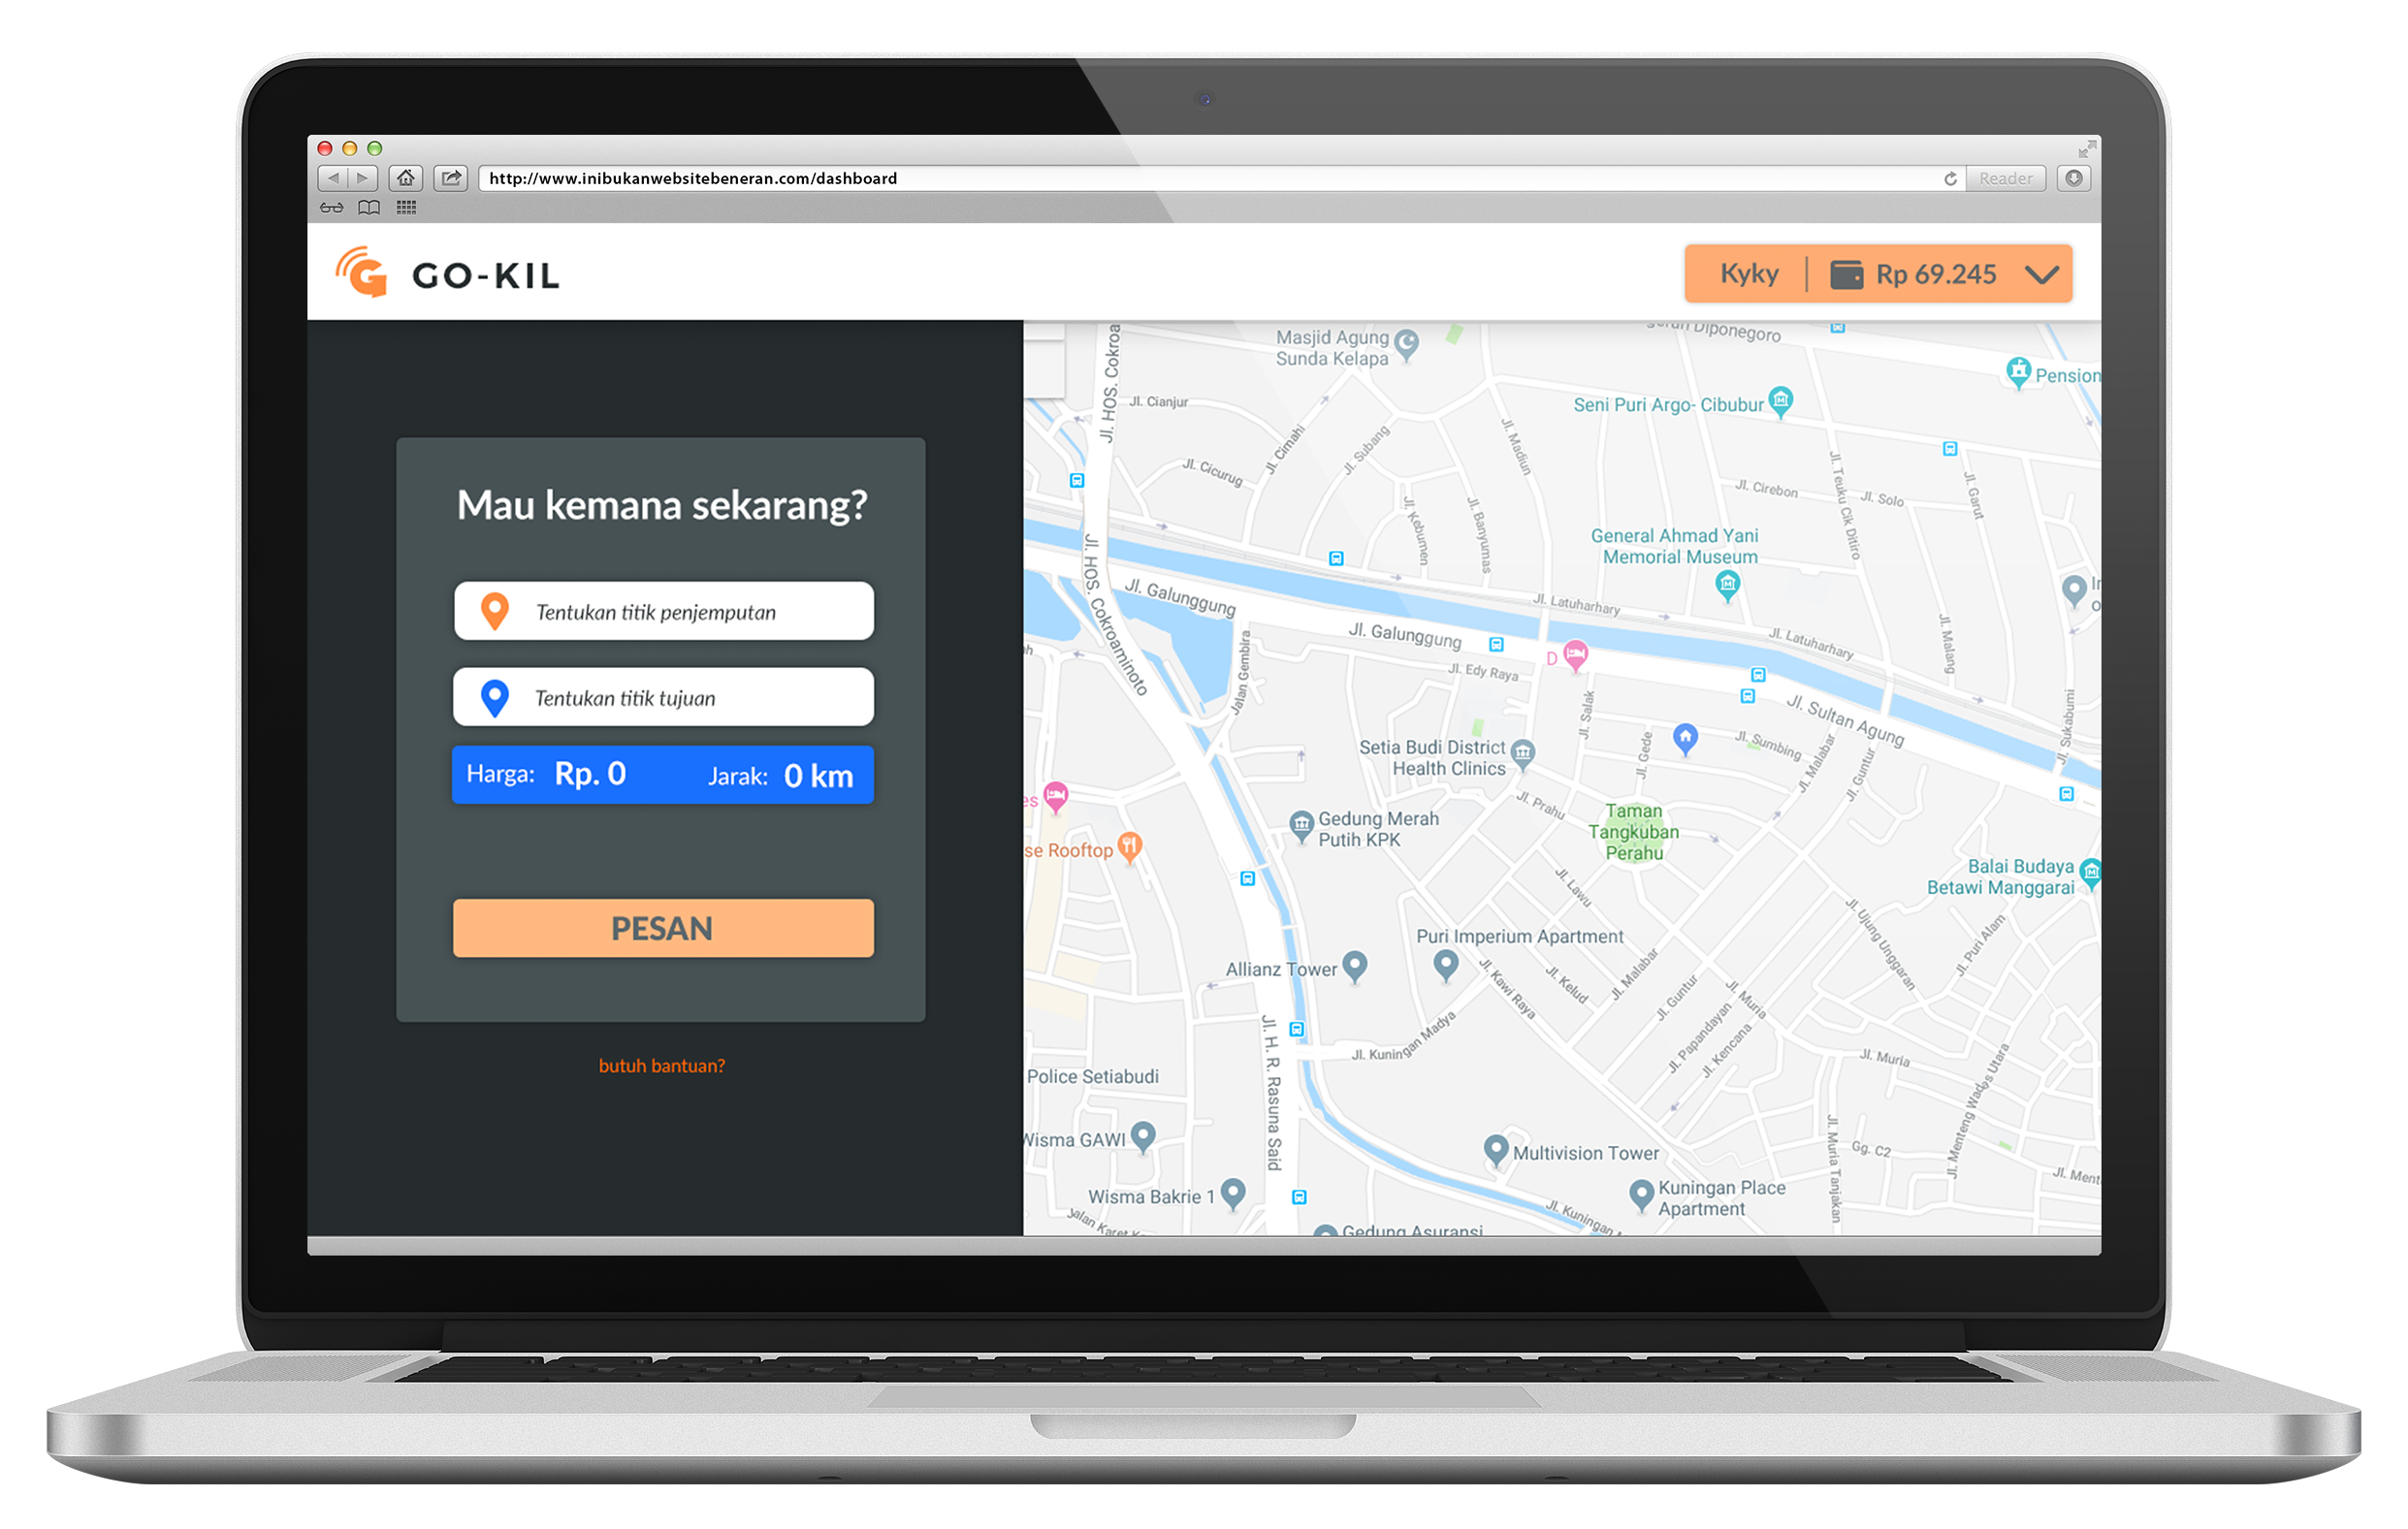 http://www.inibukanwebsitebeneran.com/dashboard
Reader
GO-KIL
Kyky
Rp 69.245
Mau kemana sekarang?
Tentukan titik penjemputan
Tentukan titik tujuan
Harga: Rp. 0 Jarak: 0 km
PESAN
butuh bantuan?
Masjid Agung
Sunda Kelapa
Diponegoro
Pension
Seni Puri Argo- Cibubur
Jl. HOS. Cokroa
Jl. Cianjur
Jl. Cicurug
Jl. Cimahi
Jl. Subang
Jl. Madiun
Jl. Kebumen
Jl. Banyumas
Jl. Cirebon
Jl. Solo
Jl. Garut
Jl. Teuku Cik Ditiro
General Ahmad Yani
Memorial Museum
Jl. HOS. Cokroaminoto
Jl. Galunggung
Jl. Galunggung
Jl. Latuharhary
Jl. Latuharhary
Jl. Malang
Jalan Gembira
Jl. Edy Raya
D
Jl. Salak
Jl. Sultan Agung
Jl. Sukabumi
Setia Budi District
Health Clinics
Jl. Gede
Jl. Sumbing
Jl. Malabar
Jl. Guntur
es
se Rooftop
Gedung Merah
Putih KPK
Jl. Prahu
Taman
Tangkuban
Perahu
Balai Budaya
Betawi Manggarai
Jl. Lawu
Jl. Ujung Unggaran
Jl. Puri Alam
Puri Imperium Apartment
Allianz Tower
Jl. Kawi Raya
Jl. Kelud
Jl. Malabar
Jl. Guntur
Jl. Muria
Jl. Papandayan
Jl. Kencana
Jl. Kuningan Madya
Jl. Muria
Jl. H. R. Rasuna Said
Police Setiabudi
Wisma GAWI
Multivision Tower
Jl. Muria Tanjakan
Gg. C2
Jl. Menteng Wadas Utara
Jl. Ment
Wisma Bakrie 1
Kuningan Place
Apartment
Jalan Karet
Jl. Kuningan
Gedung Asuransi